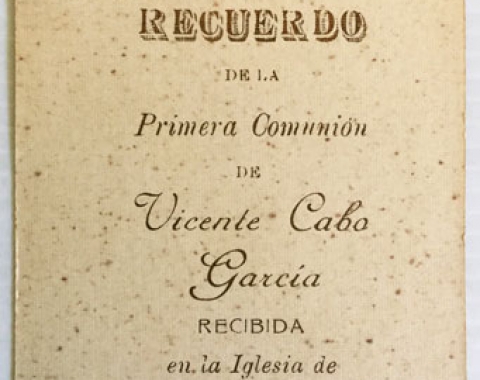 RECUERDO
DE LA
Primera Comunión
DE
Vicente Cabo
García
RECIBIDA
en la Iglesia de